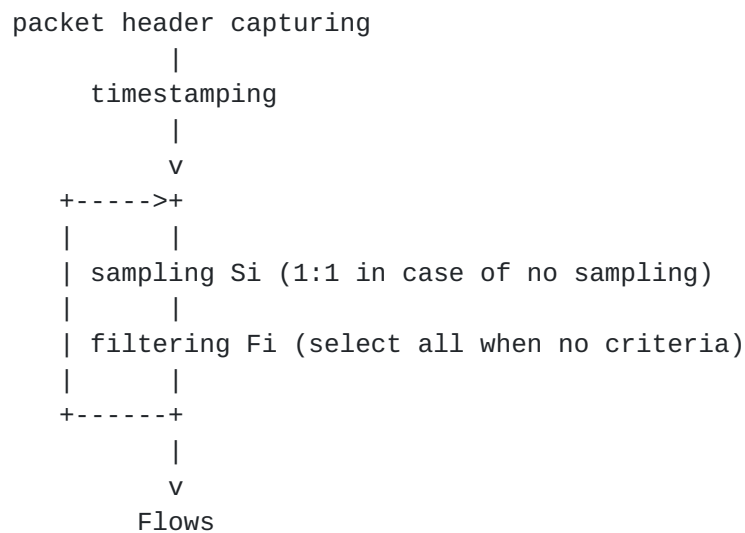 packet header capturing
|
timestamping
|
v
+----->+
| |
| sampling Si (1:1 in case of no sampling)
| |
| filtering Fi (select all when no criteria)
| |
+------+
|
v
Flows